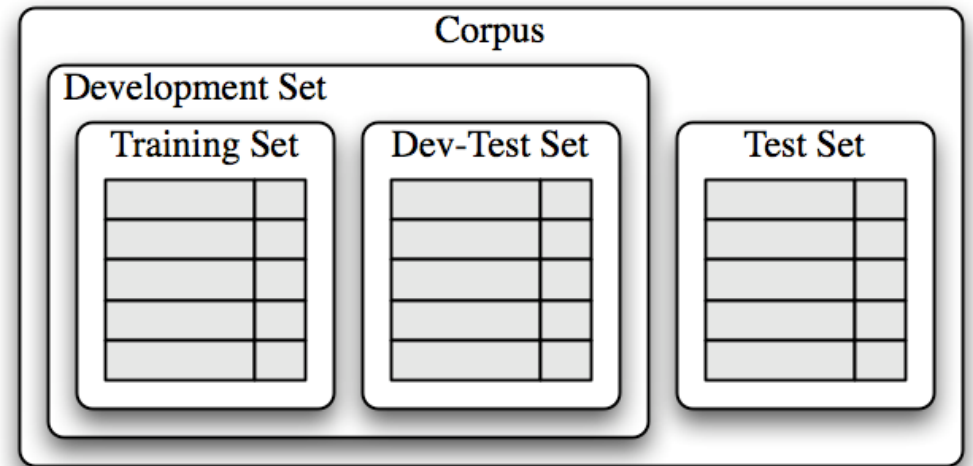 Corpus
Development Set
Training Set
Dev-Test Set
Test Set